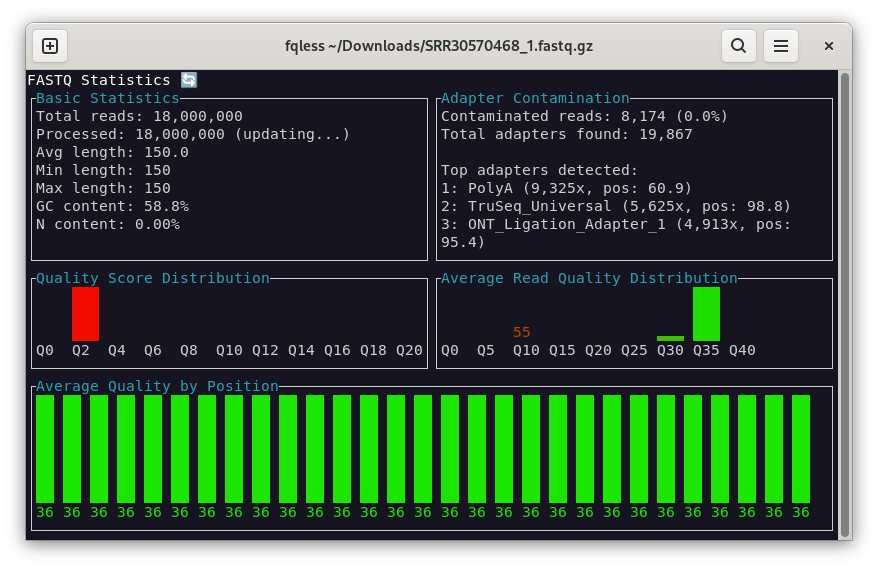 fqless ~/Downloads/SRR30570468_1.fastq.gz
FASTQ Statistics 🔄
Basic Statistics
Total reads: 18,000,000
Processed: 18,000,000 (updating...)
Avg length: 150.0
Min length: 150
Max length: 150
GC content: 58.8%
N content: 0.00%
Adapter Contamination
Contaminated reads: 8,174 (0.0%)
Total adapters found: 19,867
Top adapters detected:
1: PolyA (9,325x, pos: 60.9)
2: TruSeq_Universal (5,625x, pos: 98.8)
3: ONT_Ligation_Adapter_1 (4,913x, pos:
95.4)
Quality Score Distribution
Q0 Q2 Q4 Q6 Q8 Q10 Q12 Q14 Q16 Q18 Q20
Average Read Quality Distribution
55
Q0 Q5 Q10 Q15 Q20 Q25 Q30 Q35 Q40
Average Quality by Position
36 36 36 36 36 36 36 36 36 36 36 36 36 36 36 36 36 36 36 36 36 36 36 36 36 36 36 36 36